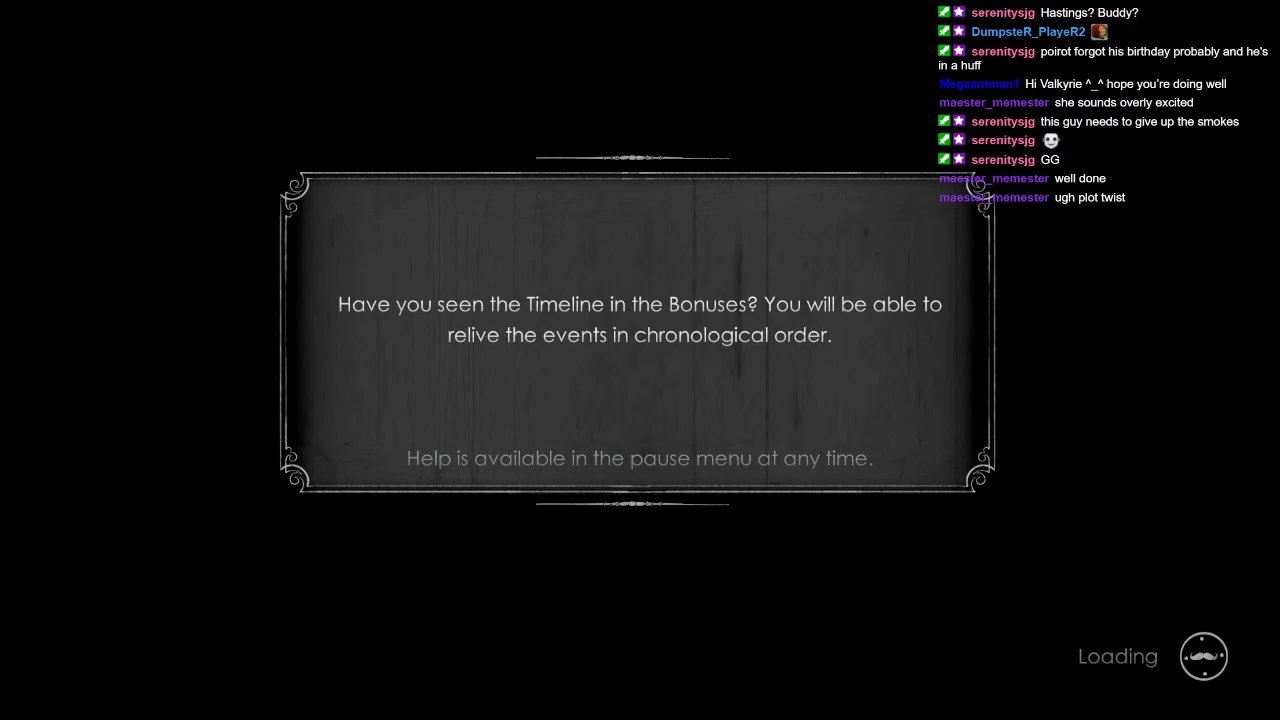 serenitysjg Hastings? Buddy?
DumpsteR_PlayeR2
serenitysjg poirot forgot his birthday probably and he's
in a huff
Megaantman1 Hi Valkyrie ^_^ hope you're doing well
maester_memester she sounds overly excited
serenitysjg this guy needs to give up the smokes
serenitysjg
serenitysjg GG
maester_memester well done
maester_memester ugh plot twist
Have you seen the Timeline in the Bonuses? You will be able to
relive the events in chronological order.
Help is available in the pause menu at any time.
Loading